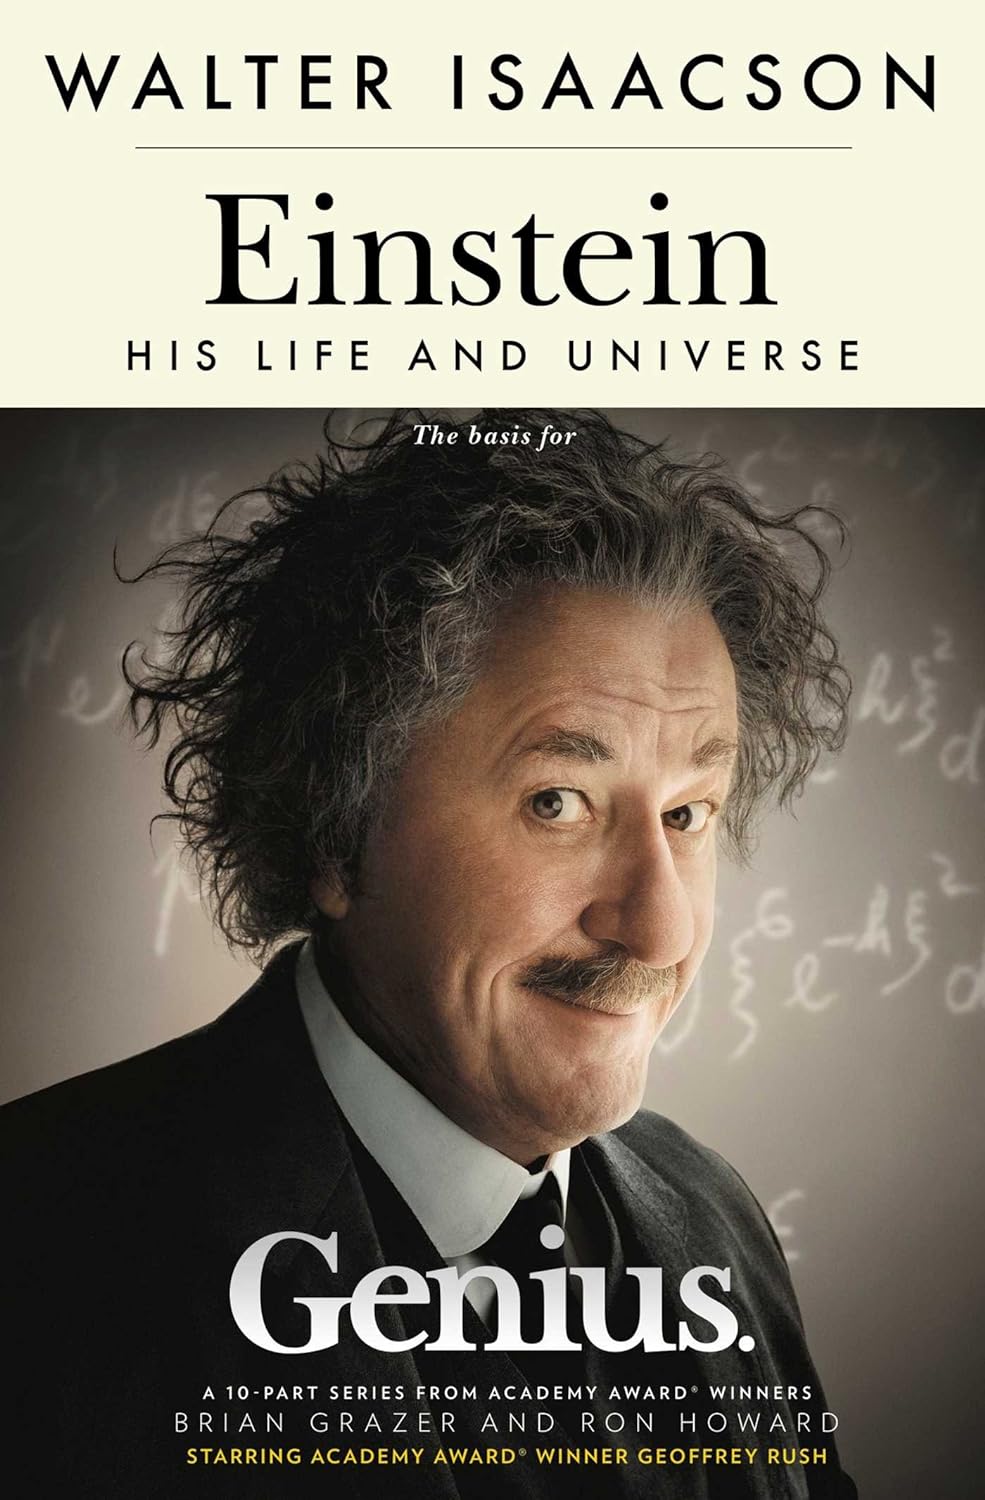 WALTER ISAACSON
Einstein
HIS LIFE AND UNIVERSE
The basis for
Genius.
A 10-PART SERIES FROM ACADEMY AWARD® WINNERS
BRIAN GRAZER AND RON HOWARD
STARRING ACADEMY AWARD® WINNER GEOFFREY RUSH